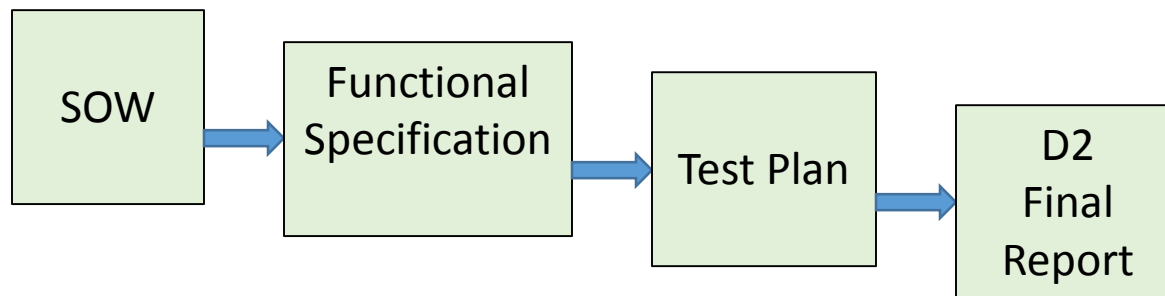 SOW
Functional
Specification
Test Plan
D2
Final
Report